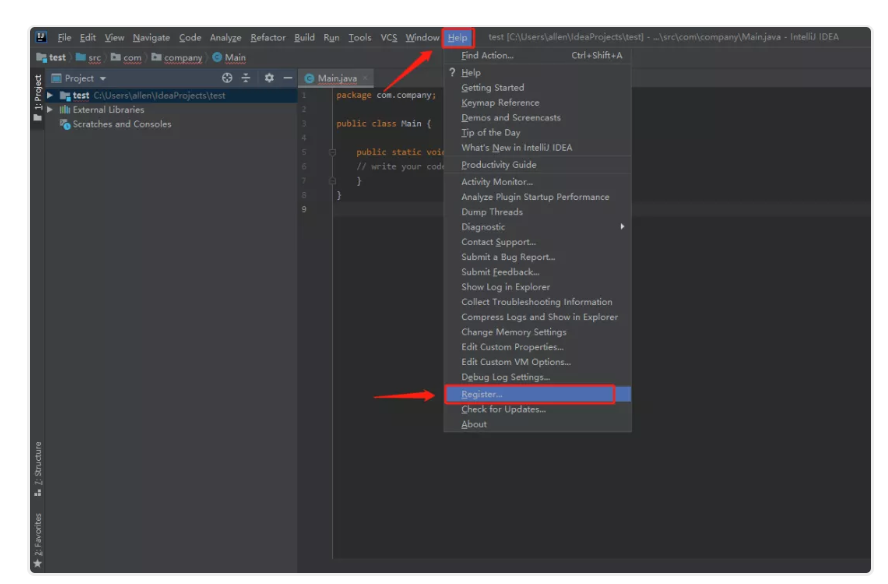 File Edit View Navigate Code Analyze Refactor Build Run Tools VCS Window Help test [C:\Users\allen\IdeaProjects\test] - ...\src\com\company\Main.java - IntelliJ IDEA
test src com company Main
1: Project
Project
Main.java
test C:\Users\allen\IdeaProjects\test
External Libraries
Scratches and Consoles
1 package com.company;
2
3 public class Main {
4
5 public static voi
6 // write your code
7 }
8 }
9
Find Action... Ctrl+Shift+A
? Help
Getting Started
Keymap Reference
Demos and Screencasts
Tip of the Day
What's New in IntelliJ IDEA
Productivity Guide
Activity Monitor...
Analyze Plugin Startup Performance
Dump Threads
Diagnostic
Contact Support...
Submit a Bug Report...
Submit Feedback...
Show Log in Explorer
Collect Troubleshooting Information
Compress Logs and Show in Explorer
Change Memory Settings
Edit Custom Properties...
Edit Custom VM Options...
Debug Log Settings...
Register...
Check for Updates...
About
Z: Structure
2: Favorites